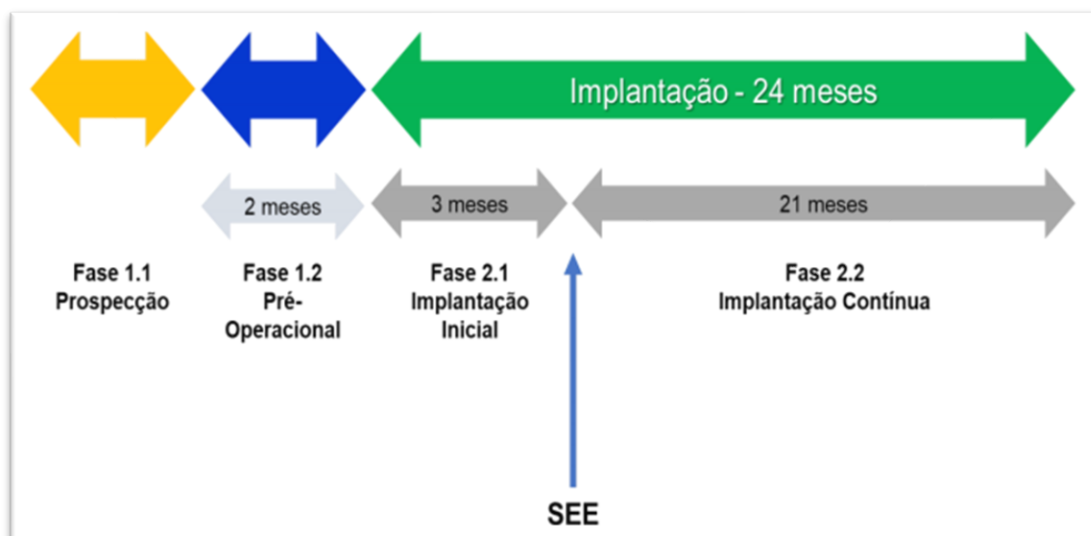 Implantação - 24 meses
2 meses
3 meses
21 meses
Fase 1.1
Prospecção
Fase 1.2
Pré-
Operacional
Fase 2.1
Implantação
Inicial
Fase 2.2
Implantação Contínua
SEE